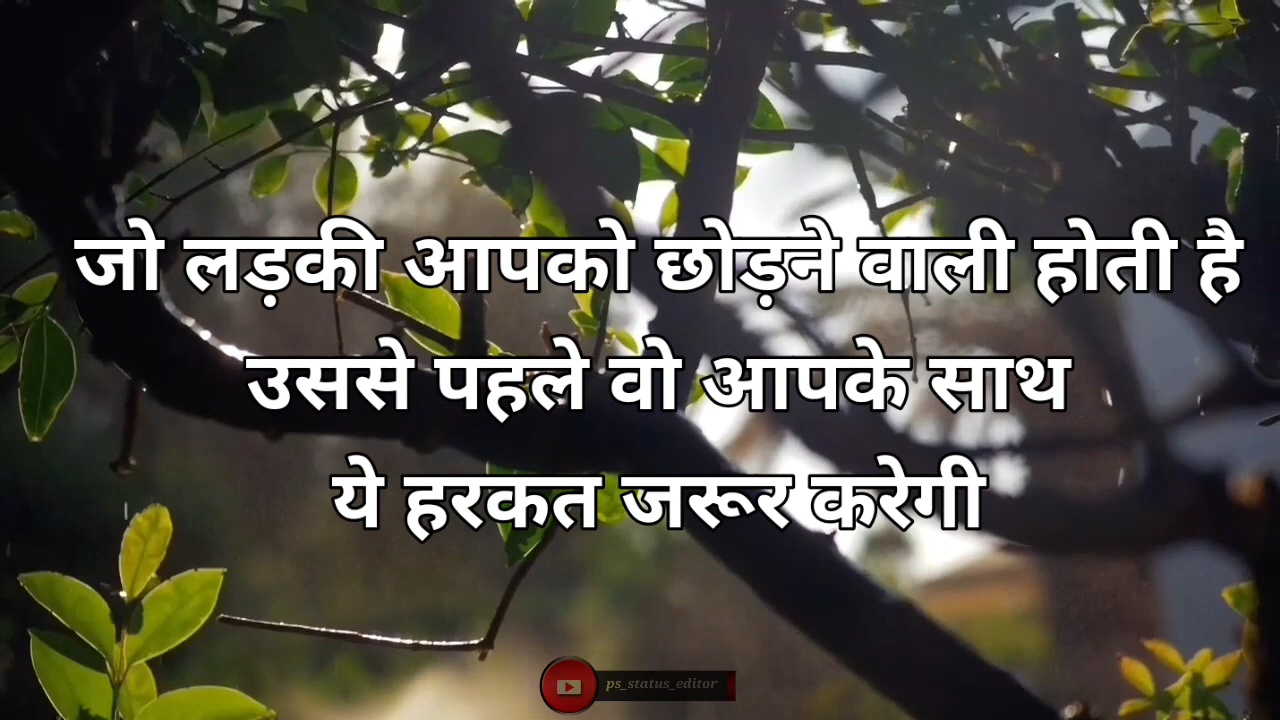 जो लड़की आपको छोड़ने वाली होती है
उससे पहले वो आपके साथ
ये हरकत जरूर करेगी
ps_status_editor